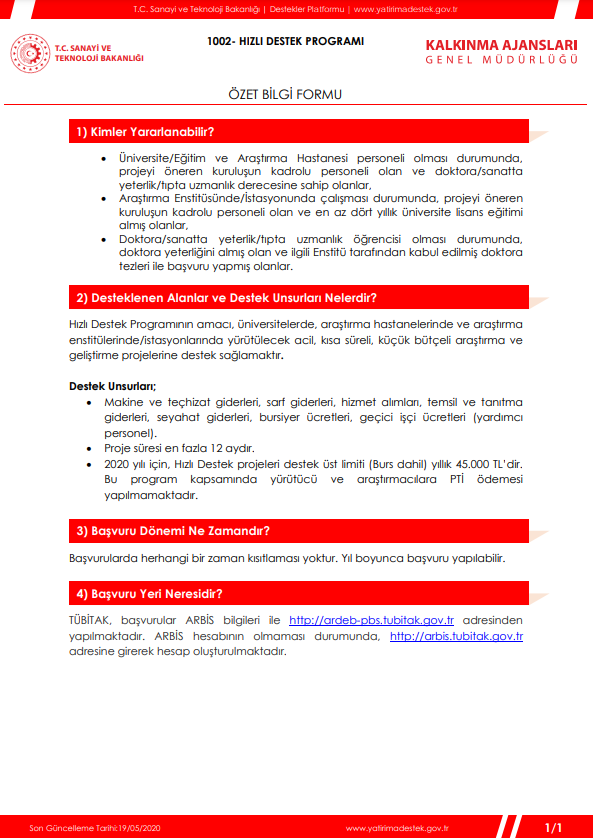 T.C. Sanayi ve Teknoloji Bakanlığı | Destekler Platformu | www.yatirimadestek.gov.tr
T.C. SANAYİ VE
TEKNOLOJİ BAKANLIĞI
1002- HIZLI DESTEK PROGRAMI
KALKINMA AJANSLARI
GENEL MÜDÜRLÜĞÜ
ÖZET BİLGİ FORMU
1) Kimler Yararlanabilir?
• Üniversite/Eğitim ve Araştırma Hastanesi personeli olması durumunda,
projeyi öneren kuruluşun kadrolu personeli olan ve doktora/sanatta
yeterlik/tıpta uzmanlık derecesine sahip olanlar,
• Araştırma Enstitüsünde/İstasyonunda çalışması durumunda, projeyi öneren
kuruluşun kadrolu personeli olan ve en az dört yıllık üniversite lisans eğitimi
almış olanlar,
• Doktora/sanatta yeterlik/tıpta uzmanlık öğrencisi olması durumunda,
doktora yeterliğini almış olan ve ilgili Enstitü tarafından kabul edilmiş doktora
tezleri ile başvuru yapmış olanlar.
2) Desteklenen Alanlar ve Destek Unsurları Nelerdir?
Hızlı Destek Programının amacı, üniversitelerde, araştırma hastanelerinde ve araştırma
enstitülerinde/istasyonlarında yürütülecek acil, kısa süreli, küçük bütçeli araştırma ve
geliştirme projelerine destek sağlamaktır.
Destek Unsurları;
• Makine ve teçhizat giderleri, sarf giderleri, hizmet alımları, temsil ve tanıtma
giderleri, seyahat giderleri, bursiyer ücretleri, geçici işçi ücretleri (yardımcı
personel).
• Proje süresi en fazla 12 aydır.
• 2020 yılı için, Hızlı Destek projeleri destek üst limiti (Burs dahil) yıllık 45.000 TL'dir.
Bu program kapsamında yürütücü ve araştırmacılara PTİ ödemesi
yapılmamaktadır.
3) Başvuru Dönemi Ne Zamandır?
Başvurularda herhangi bir zaman kısıtlaması yoktur. Yıl boyunca başvuru yapılabilir.
4) Başvuru Yeri Neresidir?
TÜBİTAK, başvurular ARBİS bilgileri ile http://ardeb-pbs.tubitak.gov.tr adresinden
yapılmaktadır. ARBİS hesabının olmaması durumunda, http://arbis.tubitak.gov.tr
adresine girerek hesap oluşturulmaktadır.
Son Güncelleme Tarihi:19/05/2020
www.yatirimadestek.gov.tr
1/1